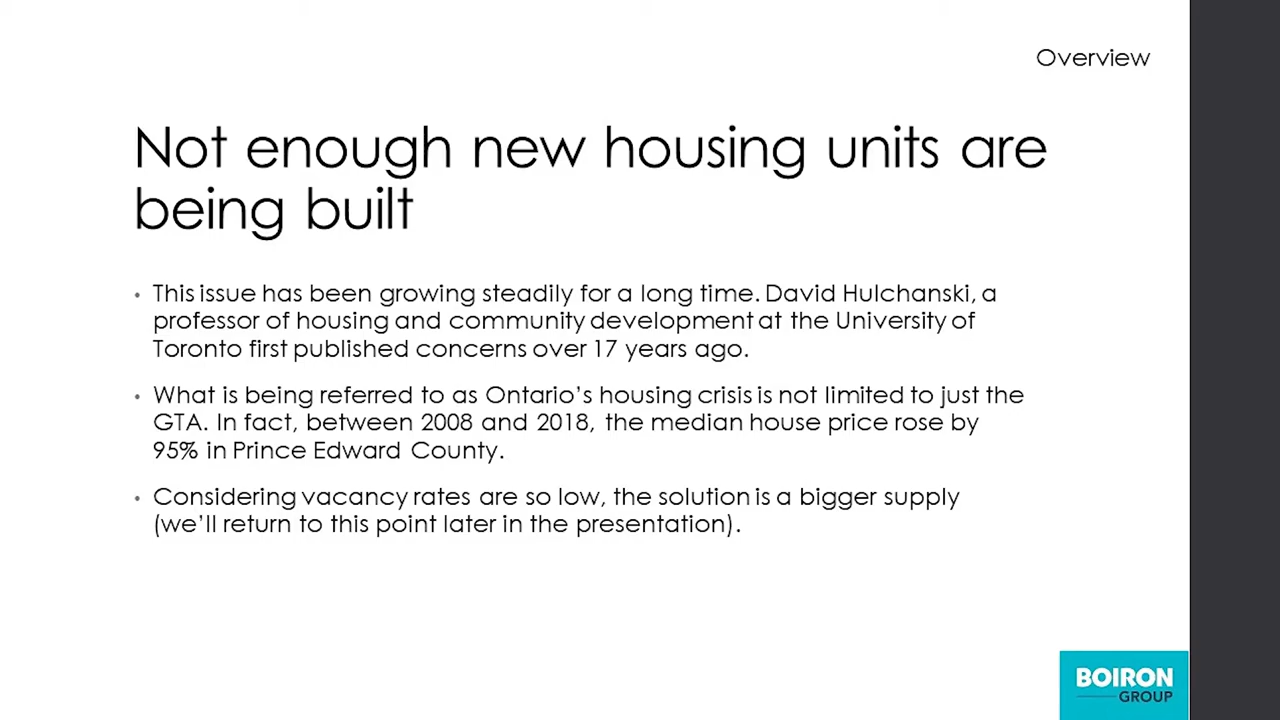 Overview
Not enough new housing units are
being built
• This issue has been growing steadily for a long time. David Hulchanski, a
professor of housing and community development at the University of
Toronto first published concerns over 17 years ago.
• What is being referred to as Ontario’s housing crisis is not limited to just the
GTA. In fact, between 2008 and 2018, the median house price rose by
95% in Prince Edward County.
• Considering vacancy rates are so low, the solution is a bigger supply
(we’ll return to this point later in the presentation).
BOIRON
GROUP